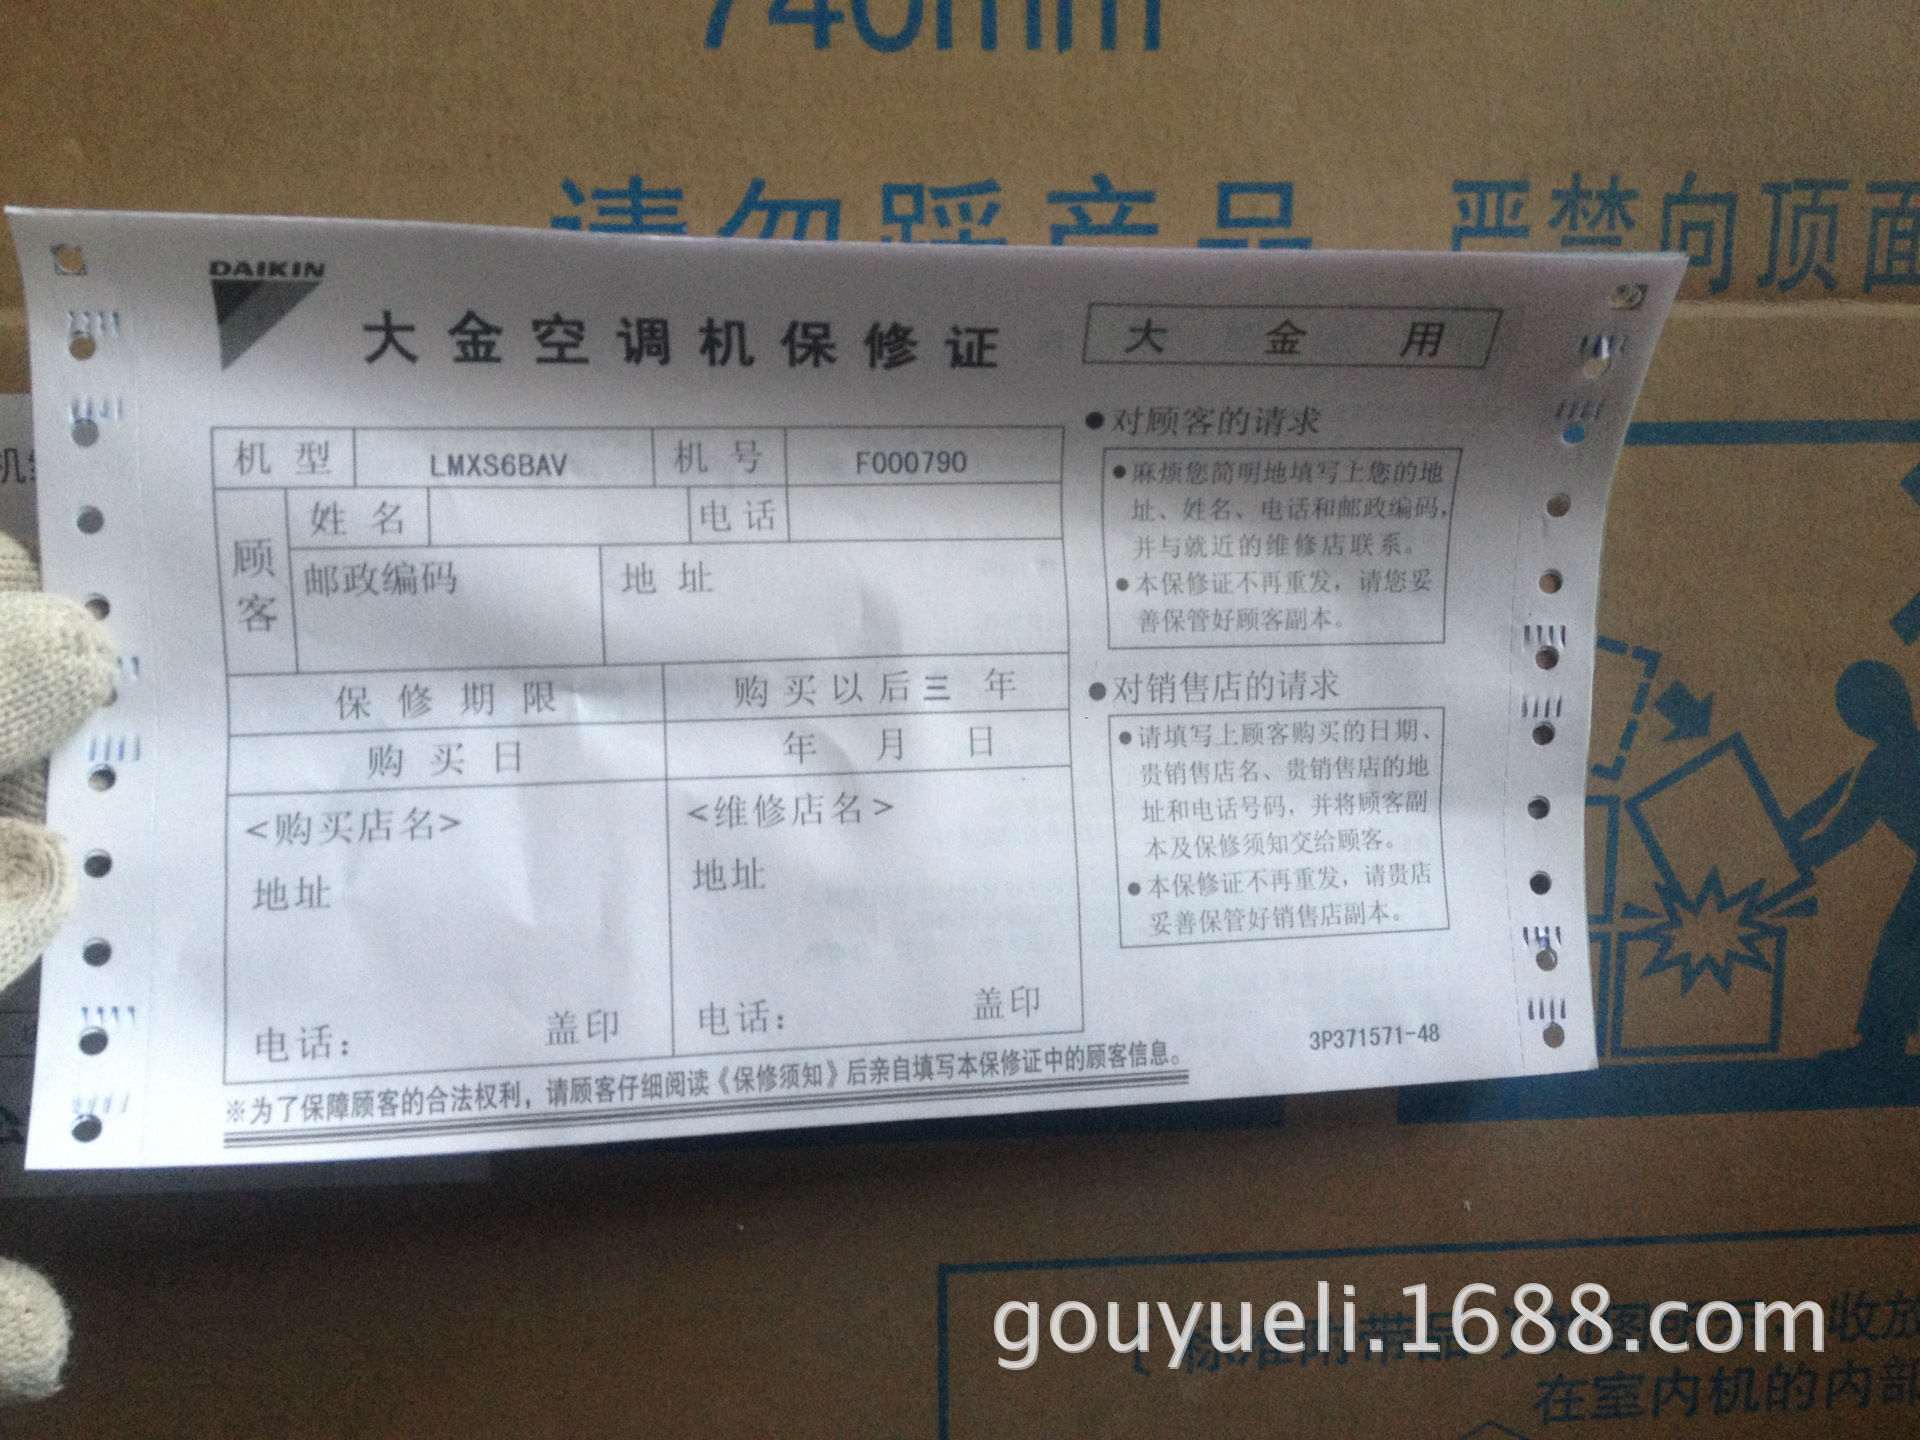 740mm
请勿踩产品
严禁向顶面
DAIKIN
大金空调机保修证
大金用
机型 LMXS6BAV 机号 F000790
顾客
姓名 电话
邮政编码 地址
保修期限 购买以后三年
购买日 年 月 日
<购买店名>
地址
电话: 盖印
<维修店名>
地址
电话: 盖印
※为了保障顾客的合法权利，请顾客仔细阅读《保修须知》后亲自填写本保修证中的顾客信息。
●对顾客的请求
●麻烦您简明地填写上您的地
址、姓名、电话和邮政编码，
并与就近的维修店联系。
●本保修证不再重发，请您妥
善保管好顾客副本。
●对销售店的请求
●请填写上顾客购买的日期、
贵销售店名、贵销售店的地
址和电话号码，并将顾客副
本及保修须知交给顾客。
●本保修证不再重发，请贵店
妥善保管好销售店副本。
3P371571-48
gouyueli.1688.com
收放
在室内机的内部